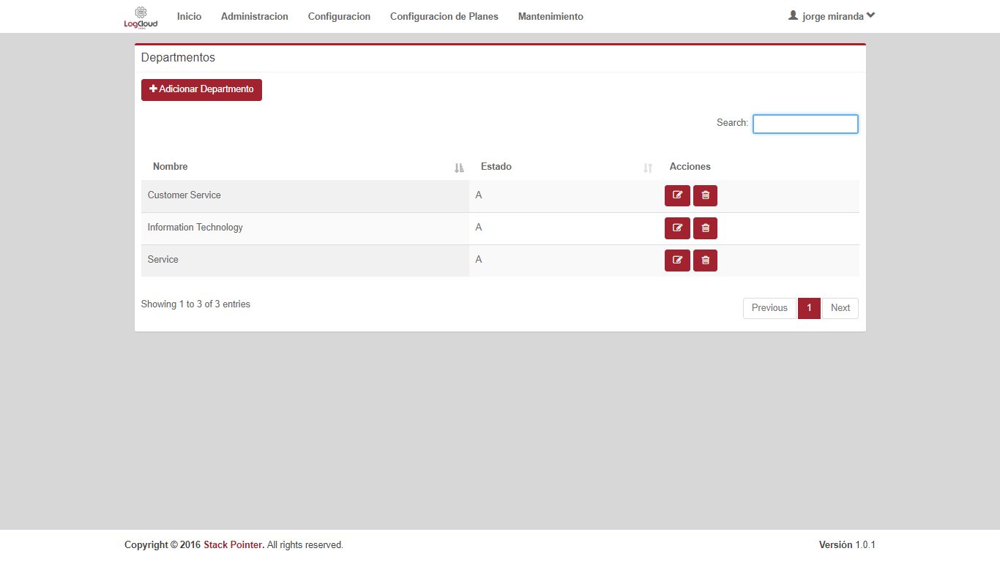 LogCloud Inicio Administracion Configuracion Configuracion de Planes Mantenimiento jorge miranda
Departmentos
Adicionar Departmento
Search:
Nombre Estado Acciones
Customer Service A
Information Technology A
Service A
Showing 1 to 3 of 3 entries Previous 1 Next
Copyright © 2016 Stack Pointer. All rights reserved. Versión 1.0.1